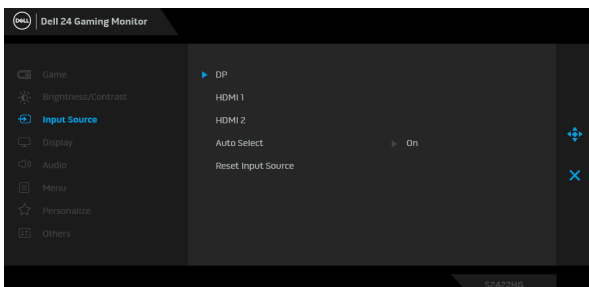 DELL Dell 24 Gaming Monitor
Game
Brightness/Contrast
Input Source
Display
Audio
Menu
Personalize
Others
DP
HDMI 1
HDMI 2
Auto Select On
Reset Input Source
S2422HG